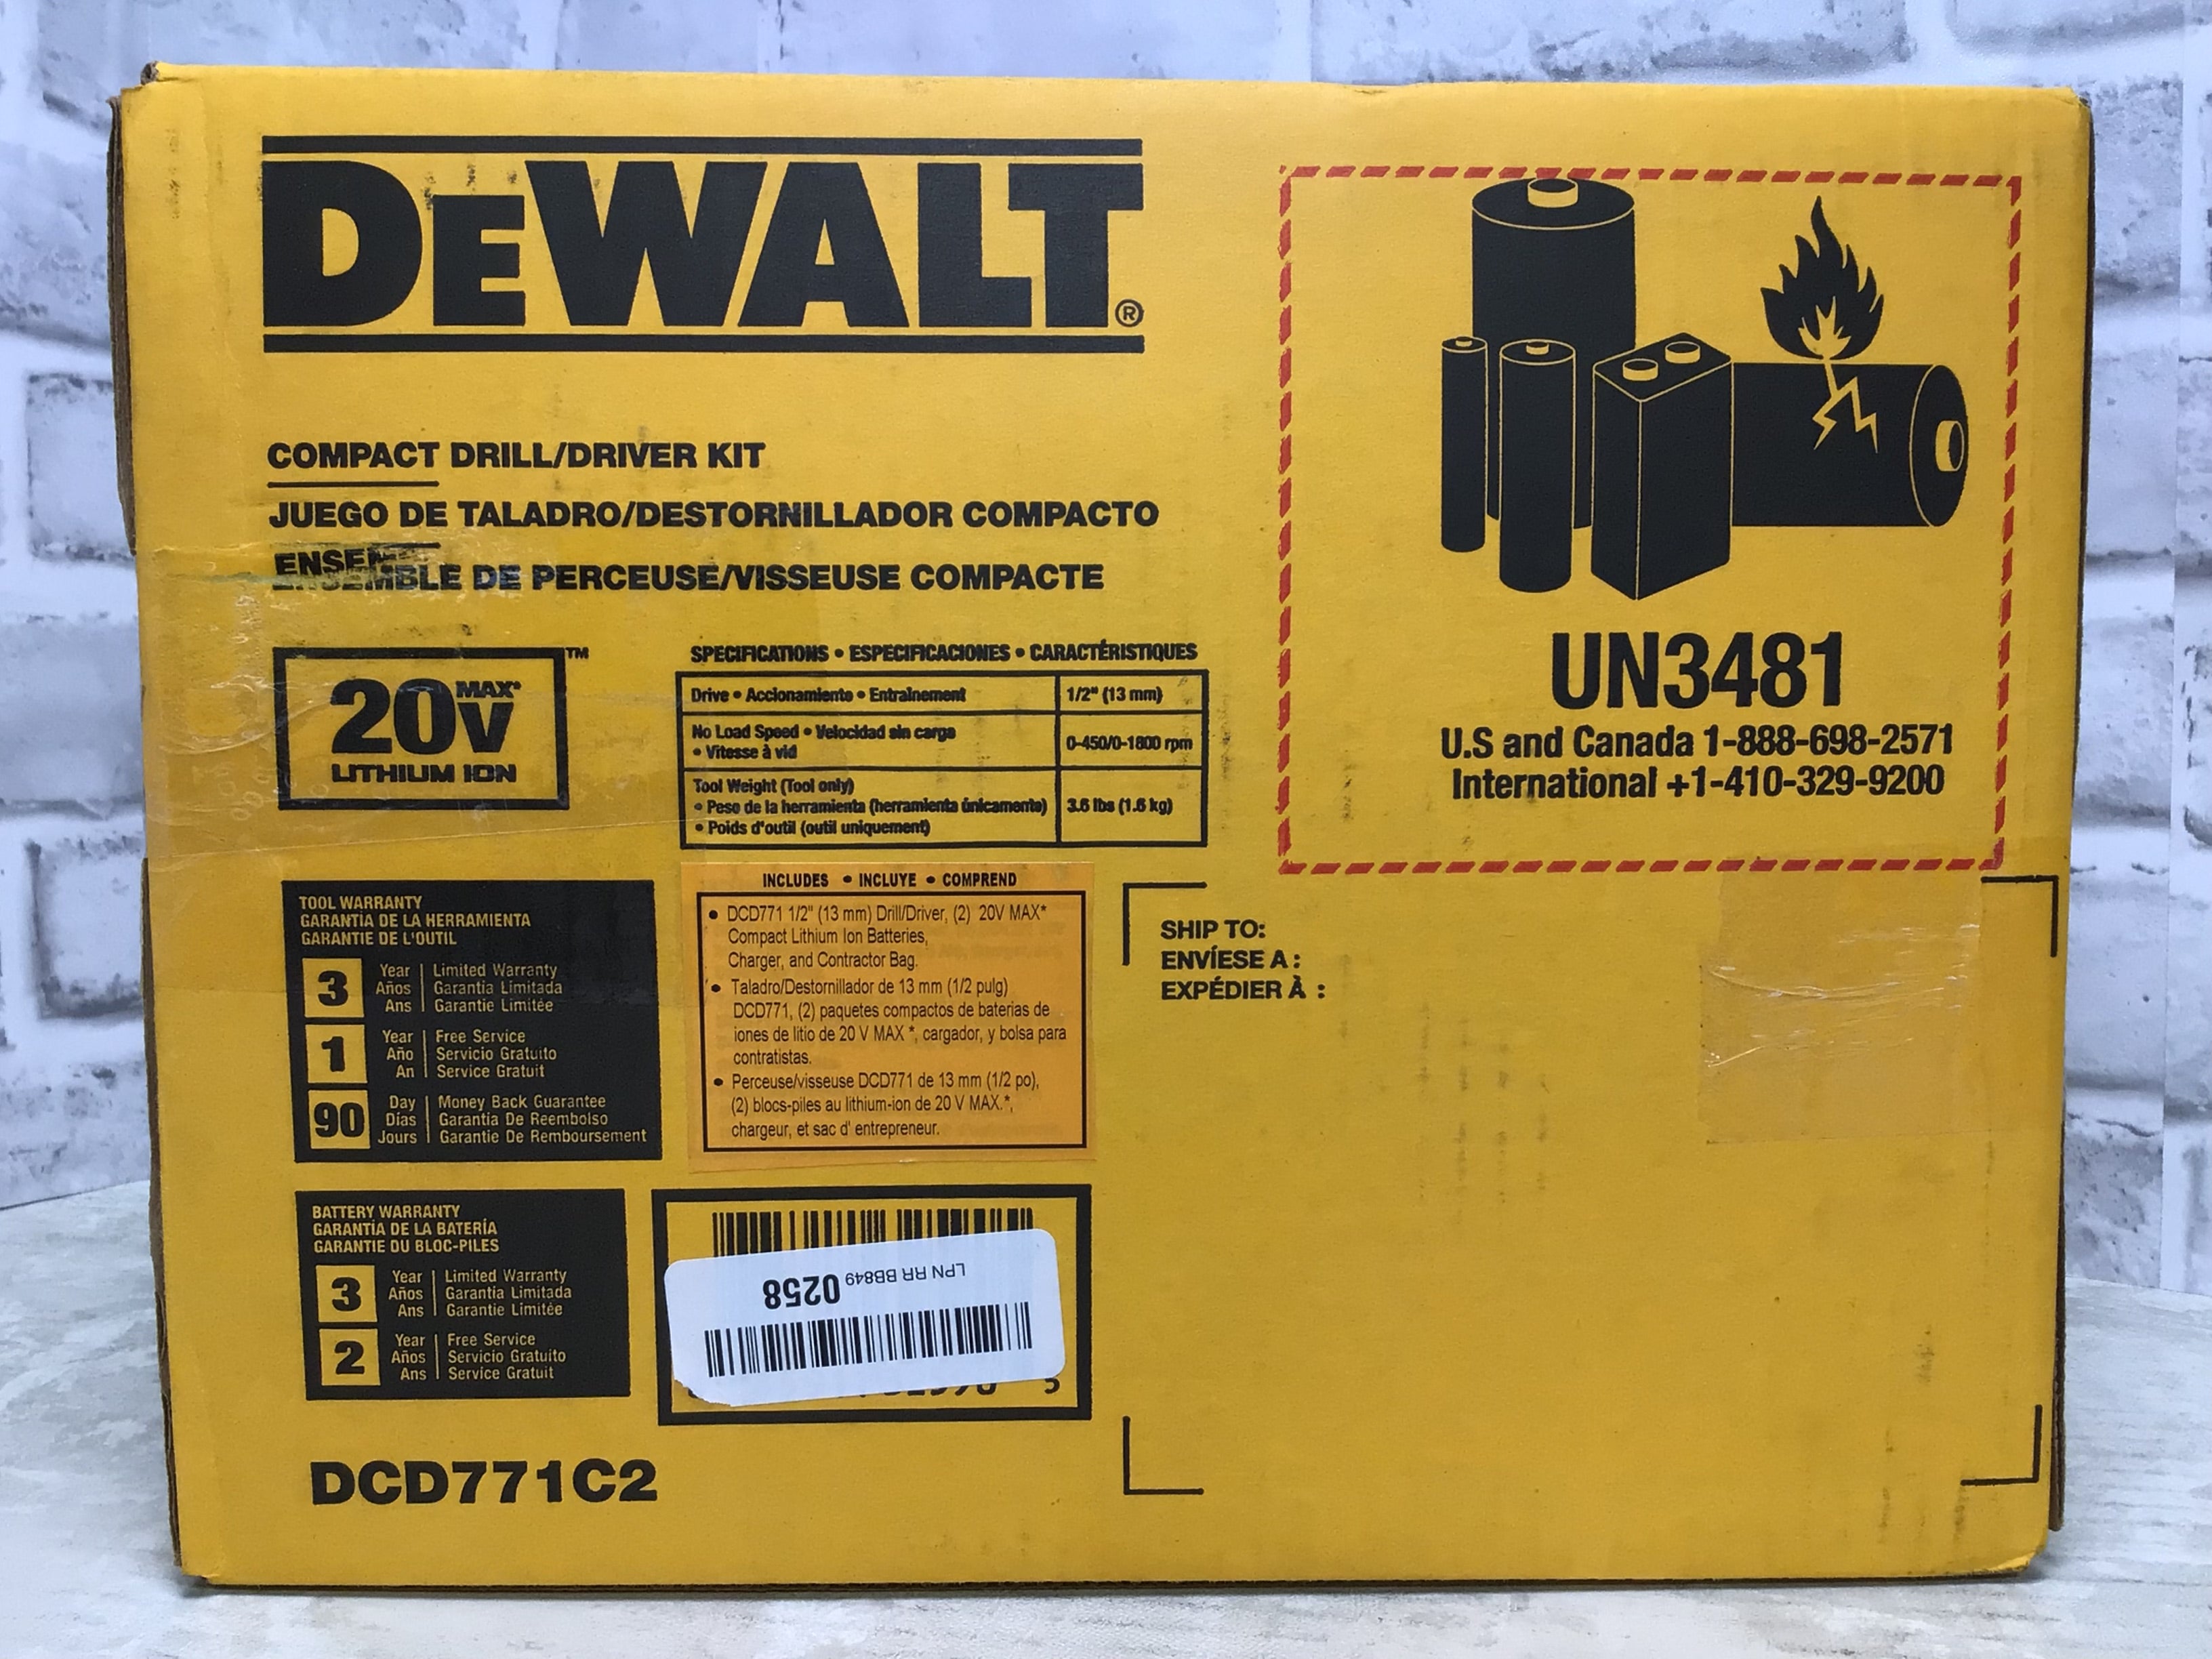 DEWALT®
COMPACT DRILL/DRIVER KIT
JUEGO DE TALADRO/DESTORNILLADOR COMPACTO
ENSEMBLE DE PERCEUSE/VISSEUSE COMPACTE
20V MAX* ™
LITHIUM ION
SPECIFICATIONS • ESPECIFICACIONES • CARACTÉRISTIQUES
Drive • Accionamiento • Entraînement 1/2" (13 mm)
No Load Speed • Velocidad sin carga
• Vitesse à vid 0-450/0-1800 rpm
Tool Weight (Tool only)
• Peso de la herramienta (herramienta únicamente) 3.6 lbs (1.6 kg)
• Poids d'outil (outil uniquement)
UN3481
U.S and Canada 1-888-698-2571
International +1-410-329-9200
TOOL WARRANTY
GARANTÍA DE LA HERRAMIENTA
GARANTIE DE L'OUTIL
3 Year Limited Warranty
Años Garantía Limitada
Ans Garantie Limitée
1 Year Free Service
Año Servicio Gratuito
An Service Gratuit
90 Day Money Back Guarantee
Días Garantía De Reembolso
Jours Garantie De Remboursement
INCLUDES • INCLUYE • COMPREND
• DCD771 1/2" (13 mm) Drill/Driver, (2) 20V MAX*
Compact Lithium Ion Batteries,
Charger, and Contractor Bag.
• Taladro/Destornillador de 13 mm (1/2 pulg)
DCD771, (2) paquetes compactos de baterias de
iones de litio de 20 V MAX *, cargador, y bolsa para
contratistas.
• Perceuse/visseuse DCD771 de 13 mm (1/2 po),
(2) blocs-piles au lithium-ion de 20 V MAX.*,
chargeur, et sac d' entrepreneur.
SHIP TO:
ENVÍESE A :
EXPÉDIER À :
BATTERY WARRANTY
GARANTÍA DE LA BATERÍA
GARANTIE DU BLOC-PILES
3 Year Limited Warranty
Años Garantía Limitada
Ans Garantie Limitée
2 Year Free Service
Años Servicio Gratuito
Ans Service Gratuit
LPN RR BB849 0258
5
DCD771C2